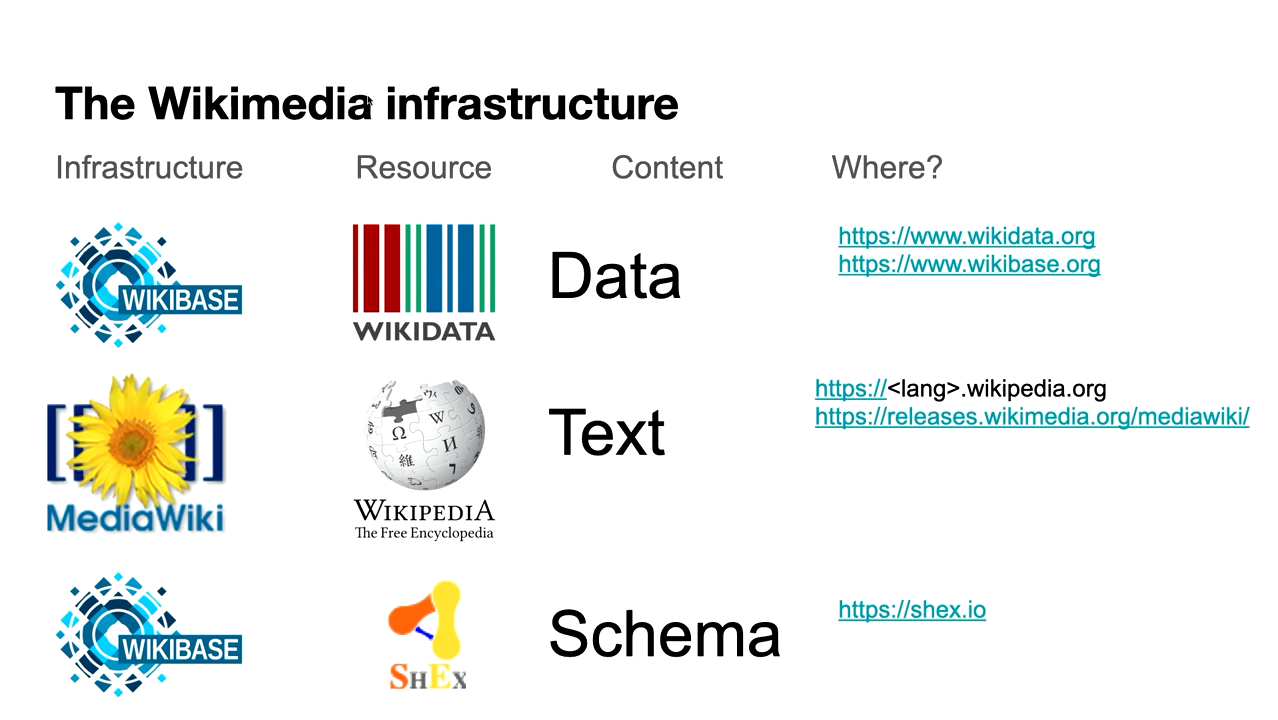 The Wikimedia infrastructure
Infrastructure Resource Content Where?
WIKIBASE
WIKIDATA
Data
https://www.wikidata.org
https://www.wikibase.org
[[ ]]
MediaWiki
Ω W И 維
WIKIPEDIA
The Free Encyclopedia
Text
https://<lang>.wikipedia.org
https://releases.wikimedia.org/mediawiki/
WIKIBASE
SHEX
Schema
https://shex.io